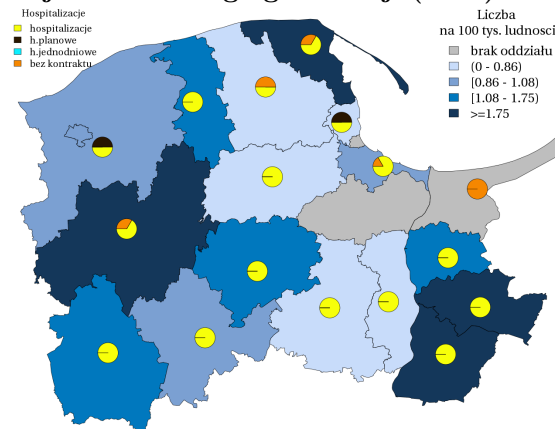 Hospitalizacje
hospitalizacje
h.planowe
h.jednodniowe
bez kontraktu
Liczba
na 100 tys. ludnosci
brak oddziału
(0 - 0.86)
[0.86 - 1.08)
[1.08 - 1.75)
>=1.75